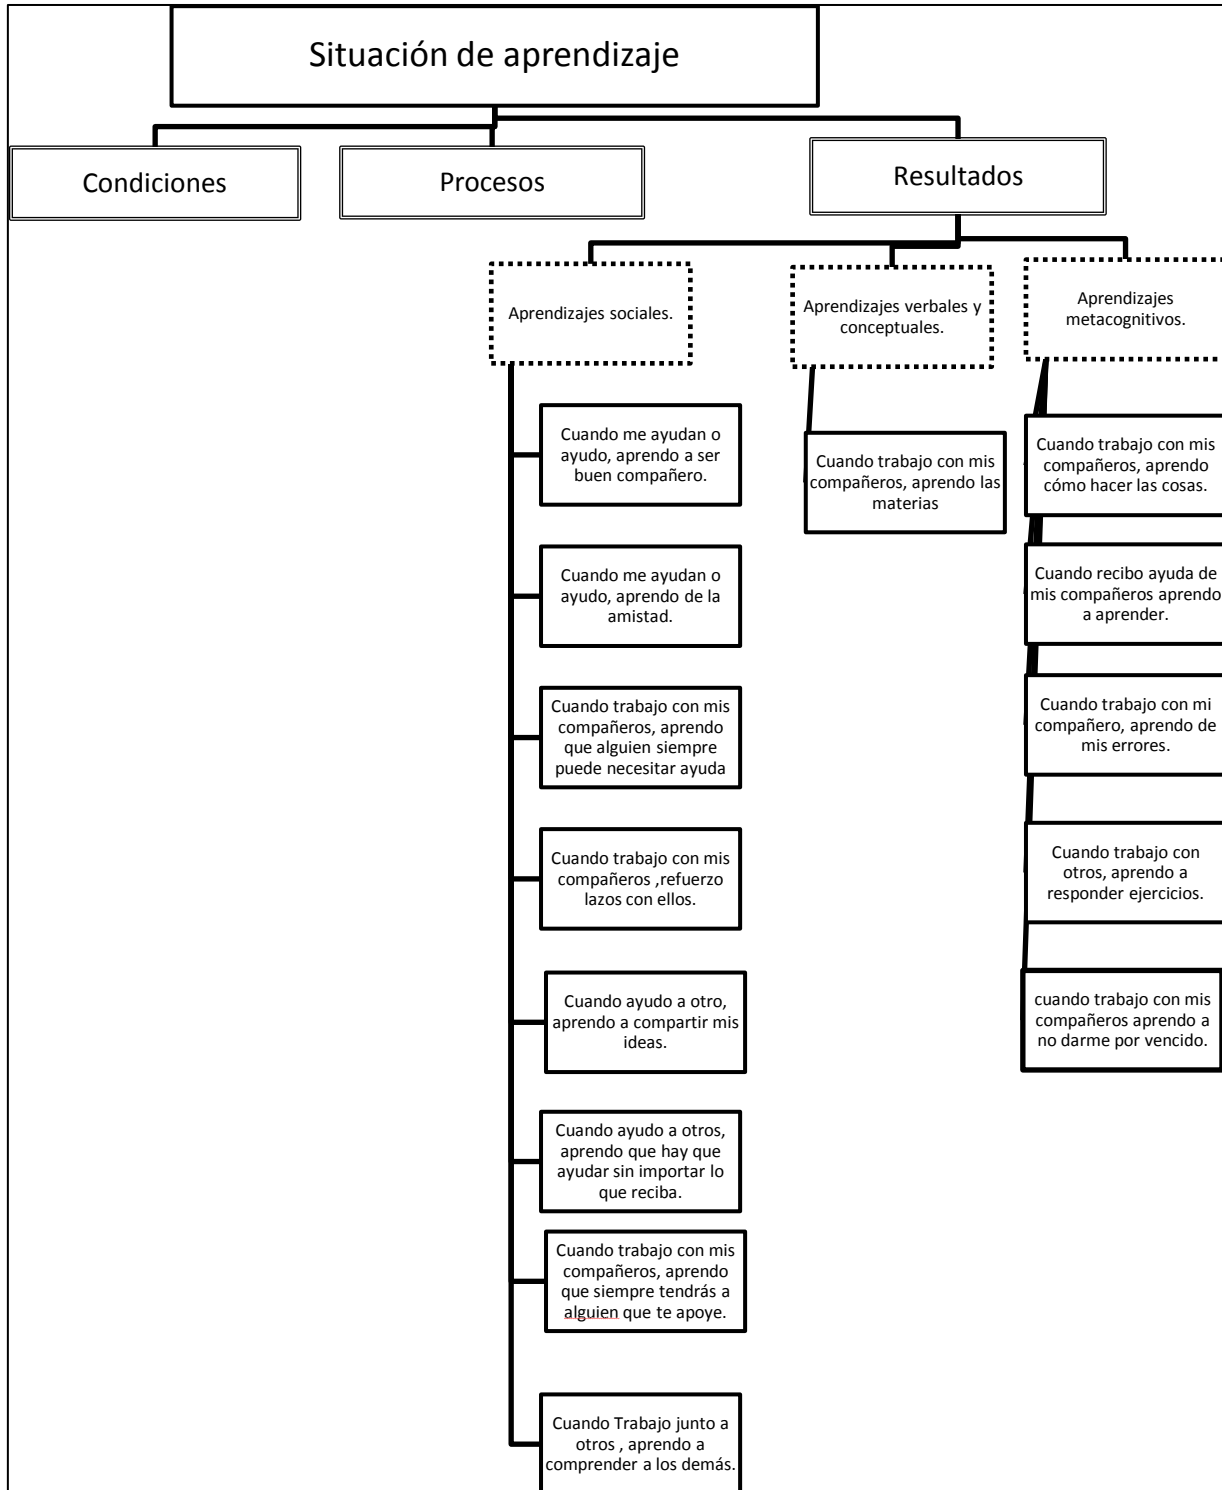 Situación de aprendizaje
Condiciones
Procesos
Resultados
Aprendizajes sociales.
Aprendizajes verbales y
conceptuales.
Aprendizajes
metacognitivos.
Cuando me ayudan o
ayudo, aprendo a ser
buen compañero.
Cuando me ayudan o
ayudo, aprendo de la
amistad.
Cuando trabajo con mis
compañeros, aprendo
que alguien siempre
puede necesitar ayuda
Cuando trabajo con mis
compañeros ,refuerzo
lazos con ellos.
Cuando ayudo a otro,
aprendo a compartir mis
ideas.
Cuando ayudo a otros,
aprendo que hay que
ayudar sin importar lo
que reciba.
Cuando trabajo con mis
compañeros, aprendo
que siempre tendrás a
alguien que te apoye.
Cuando Trabajo junto a
otros , aprendo a
comprender a los demás.
Cuando trabajo con mis
compañeros, aprendo las
materias
Cuando trabajo con mis
compañeros, aprendo
cómo hacer las cosas.
Cuando recibo ayuda de
mis compañeros aprendo
a aprender.
Cuando trabajo con mi
compañero, aprendo de
mis errores.
Cuando trabajo con
otros, aprendo a
responder ejercicios.
cuando trabajo con mis
compañeros aprendo a
no darme por vencido.